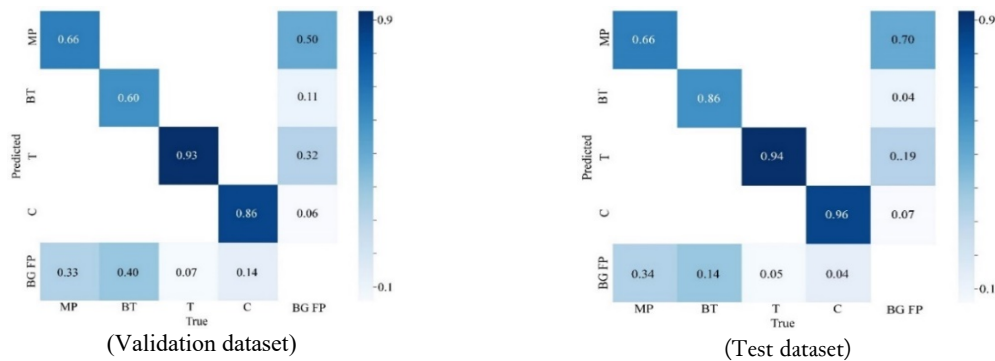 MP 0.66 0.50 0.9
BT 0.60 0.11
Predicted
T 0.93 0.32
C 0.86 0.06
BG FP 0.33 0.40 0.07 0.14 0.1
MP BT T C BG FP
True
(Validation dataset)
MP 0.66 0.70 0.9
BT 0.86 0.04
Predicted
T 0.94 0..19
C 0.96 0.07
BG FP 0.34 0.14 0.05 0.04 0.1
MP BT T C BG FP
True
(Test dataset)